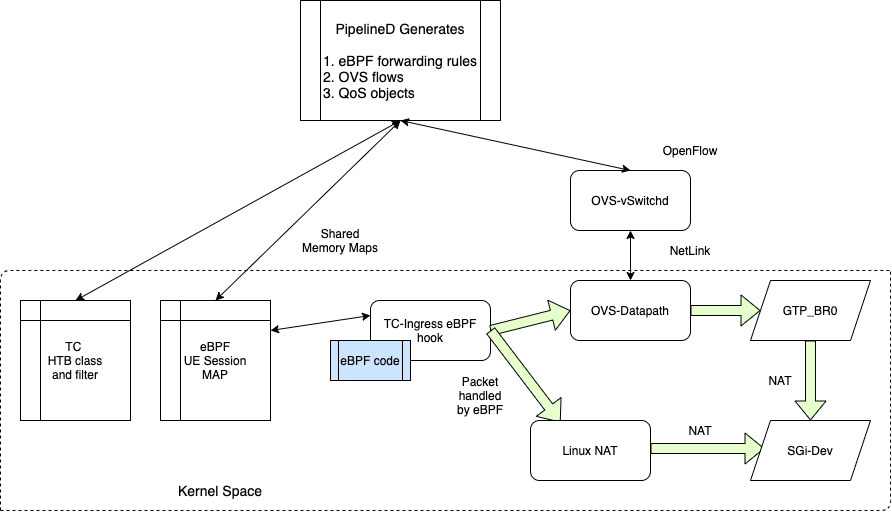 PipelineD Generates
1. eBPF forwarding rules
2. OVS flows
3. QoS objects
OpenFlow
OVS-vSwitchd
Shared
Memory Maps
NetLink
TC
HTB class
and filter
eBPF
UE Session
MAP
TC-Ingress eBPF
hook
eBPF code
OVS-Datapath
GTP_BR0
Packet
handled
by eBPF
NAT
Linux NAT
NAT
SGi-Dev
Kernel Space